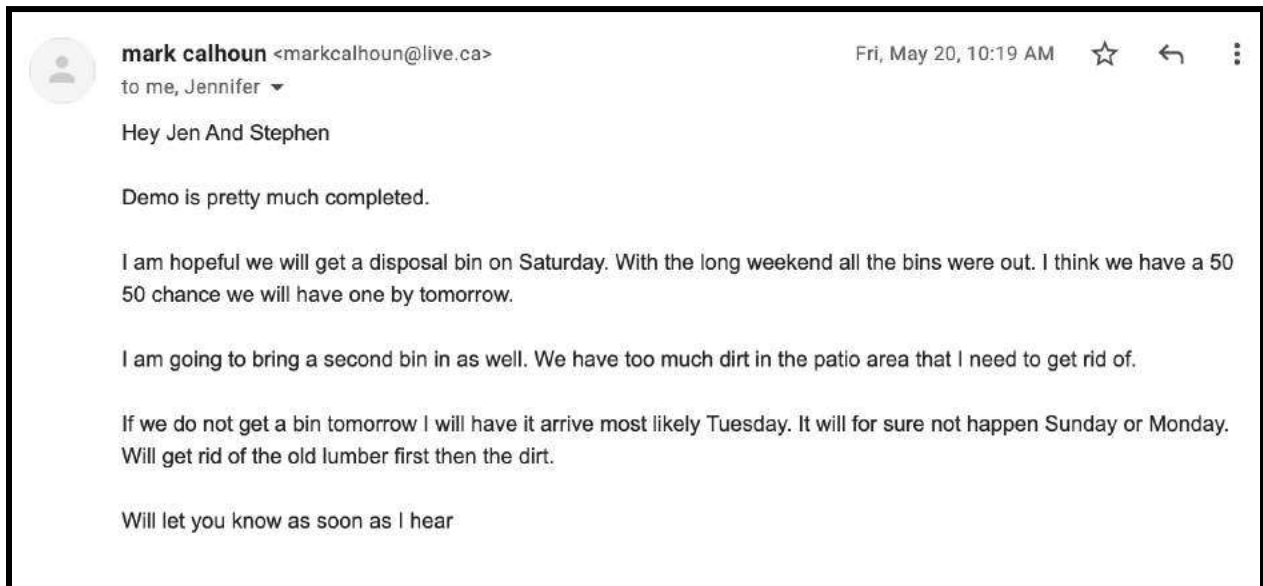 mark calhoun <markcalhoun@live.ca> Fri, May 20, 10:19 AM
to me, Jennifer
Hey Jen And Stephen
Demo is pretty much completed.
I am hopeful we will get a disposal bin on Saturday. With the long weekend all the bins were out. I think we have a 50
50 chance we will have one by tomorrow.
I am going to bring a second bin in as well. We have too much dirt in the patio area that I need to get rid of.
If we do not get a bin tomorrow I will have it arrive most likely Tuesday. It will for sure not happen Sunday or Monday.
Will get rid of the old lumber first then the dirt.
Will let you know as soon as I hear